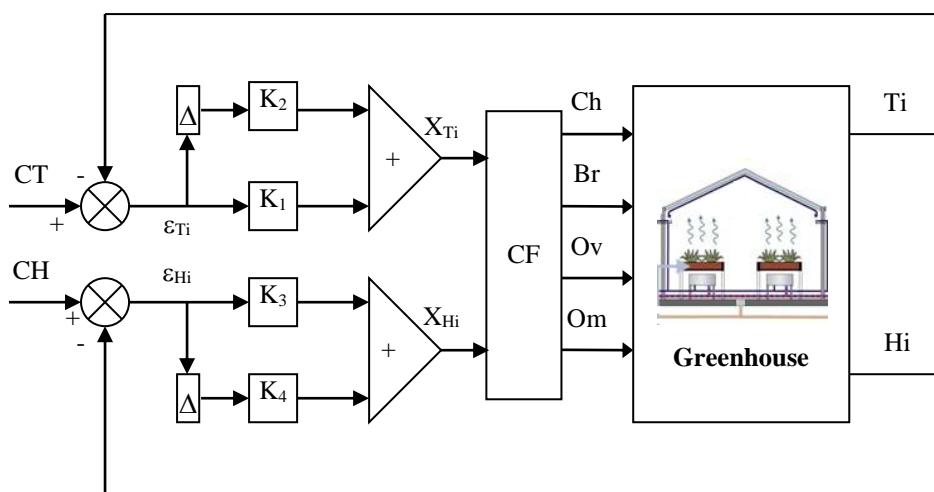 CT
-
+
εTi
Δ
K2
K1
+
XTi
CH
+
-
εHi
Δ
K3
K4
+
XHi
CF
Ch
Br
Ov
Om
Greenhouse
Ti
Hi